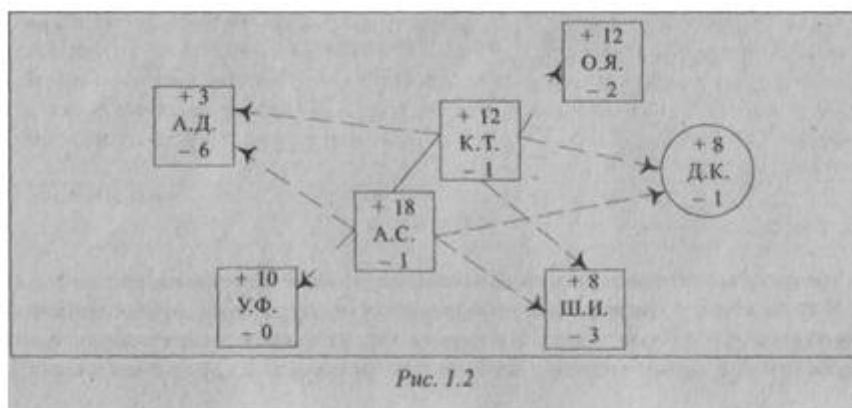 + 12
О.Я.
– 2
+ 3
А.Д.
– 6
+ 12
К.Т.
– 1
+ 8
Д.К.
– 1
+ 18
А.С.
– 1
+ 10
У.Ф.
– 0
+ 8
Ш.И.
– 3
Рис. 1.2